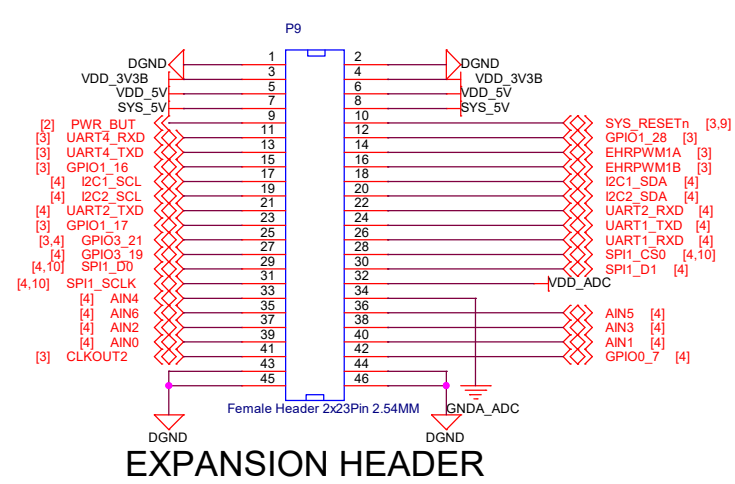 P9
DGND 1 2 DGND
VDD_3V3B 3 4 VDD_3V3B
VDD_5V 5 6 VDD_5V
SYS_5V 7 8 SYS_5V
[2] PWR_BUT 9 10 SYS_RESETn [3,9]
[3] UART4_RXD 11 12 GPIO1_28 [3]
[3] UART4_TXD 13 14 EHRPWM1A [3]
[3] GPIO1_16 15 16 EHRPWM1B [3]
[4] I2C1_SCL 17 18 I2C1_SDA [4]
[4] I2C2_SCL 19 20 I2C2_SDA [4]
[4] UART2_TXD 21 22 UART2_RXD [4]
[3] GPIO1_17 23 24 UART1_TXD [4]
[3,4] GPIO3_21 25 26 UART1_RXD [4]
[4] GPIO3_19 27 28 SPI1_CS0 [4,10]
[4,10] SPI1_D0 29 30 SPI1_D1 [4]
[4,10] SPI1_SCLK 31 32 VDD_ADC
[4] AIN4 33 34
[4] AIN6 35 36 AIN5 [4]
[4] AIN2 37 38 AIN3 [4]
[4] AIN0 39 40 AIN1 [4]
[3] CLKOUT2 41 42 GPIO0_7 [4]
43 44
45 46
Female Header 2x23Pin 2.54MM GNDA_ADC
DGND DGND
EXPANSION HEADER